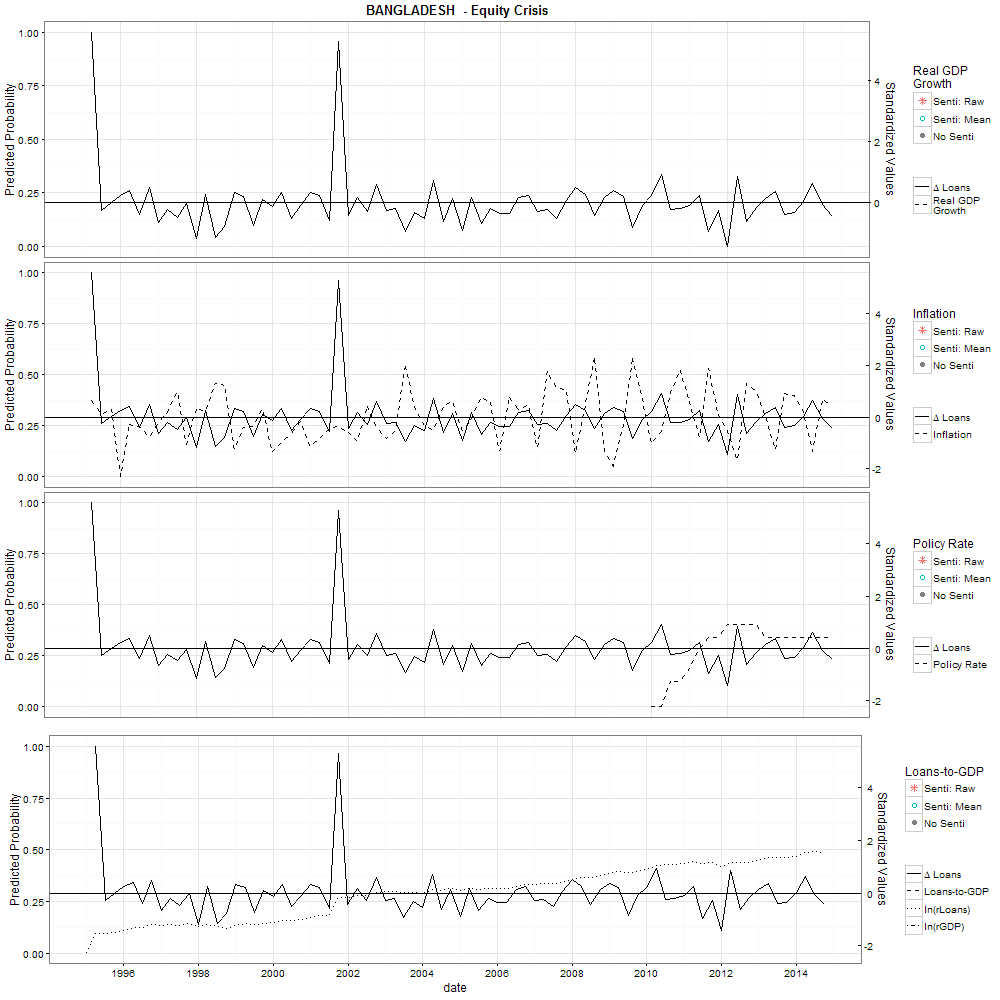 BANGLADESH - Equity Crisis
Predicted Probability
1.00
0.75
0.50
0.25
0.00
4
2
0
Standardized Values
Real GDP
Growth
Senti: Raw
Senti: Mean
No Senti
Δ Loans
Real GDP
Growth
Predicted Probability
1.00
0.75
0.50
0.25
0.00
4
2
0
-2
Standardized Values
Inflation
Senti: Raw
Senti: Mean
No Senti
Δ Loans
Inflation
Predicted Probability
1.00
0.75
0.50
0.25
0.00
4
2
0
-2
Standardized Values
Policy Rate
Senti: Raw
Senti: Mean
No Senti
Δ Loans
Policy Rate
Predicted Probability
1.00
0.75
0.50
0.25
0.00
4
2
0
-2
Standardized Values
Loans-to-GDP
Senti: Raw
Senti: Mean
No Senti
Δ Loans
Loans-to-GDP
ln(rLoans)
ln(rGDP)
1996 1998 2000 2002 2004 2006 2008 2010 2012 2014
date